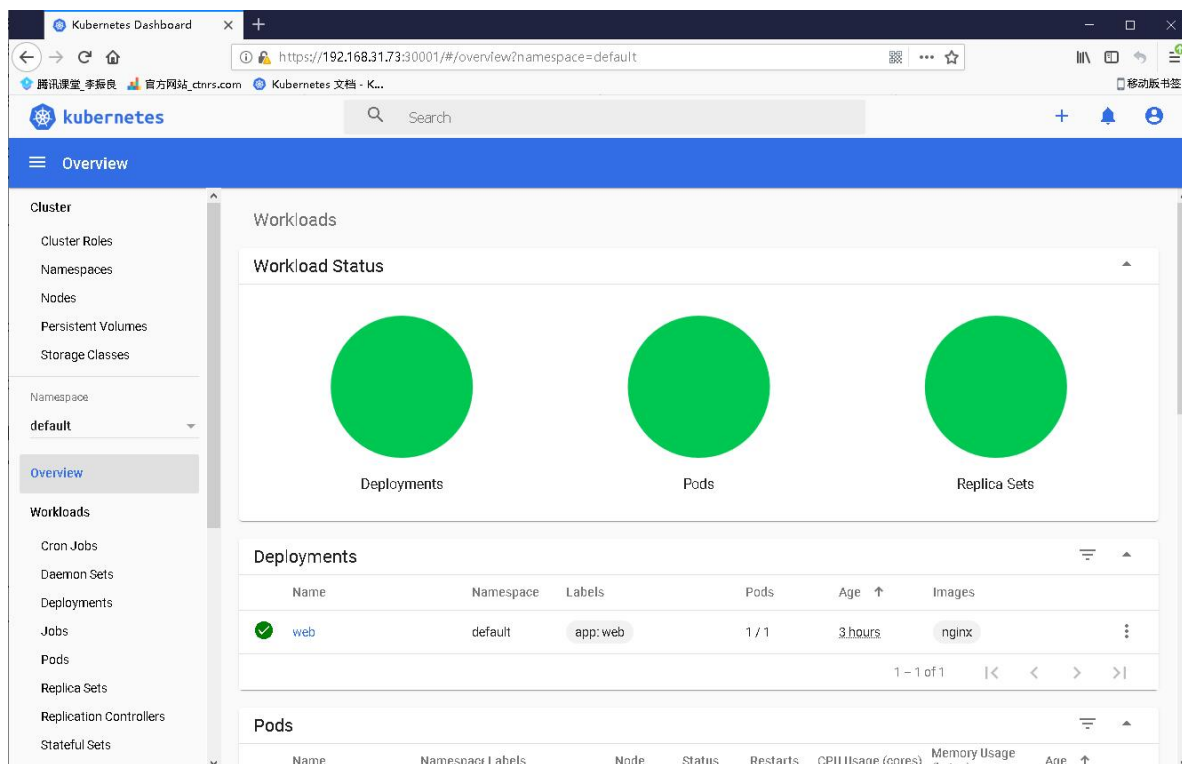 Kubernetes Dashboard
https://192.168.31.73:30001/#/overview?namespace=default
腾讯课堂_李振良 官方网站_ctnrs.com Kubernetes 文档 - K... 移动版书签
kubernetes
Search
Overview
Cluster
Cluster Roles
Namespaces
Nodes
Persistent Volumes
Storage Classes
Namespace
default
Overview
Workloads
Cron Jobs
Daemon Sets
Deployments
Jobs
Pods
Replica Sets
Replication Controllers
Stateful Sets
Workloads
Workload Status
Deployments Pods Replica Sets
Deployments
Name Namespace Labels Pods Age Images
web default app: web 1 / 1 3 hours nginx
1 – 1 of 1
Pods
Name Namespace Labels Node Status Restarts CPU Usage (cores) Memory Usage Age